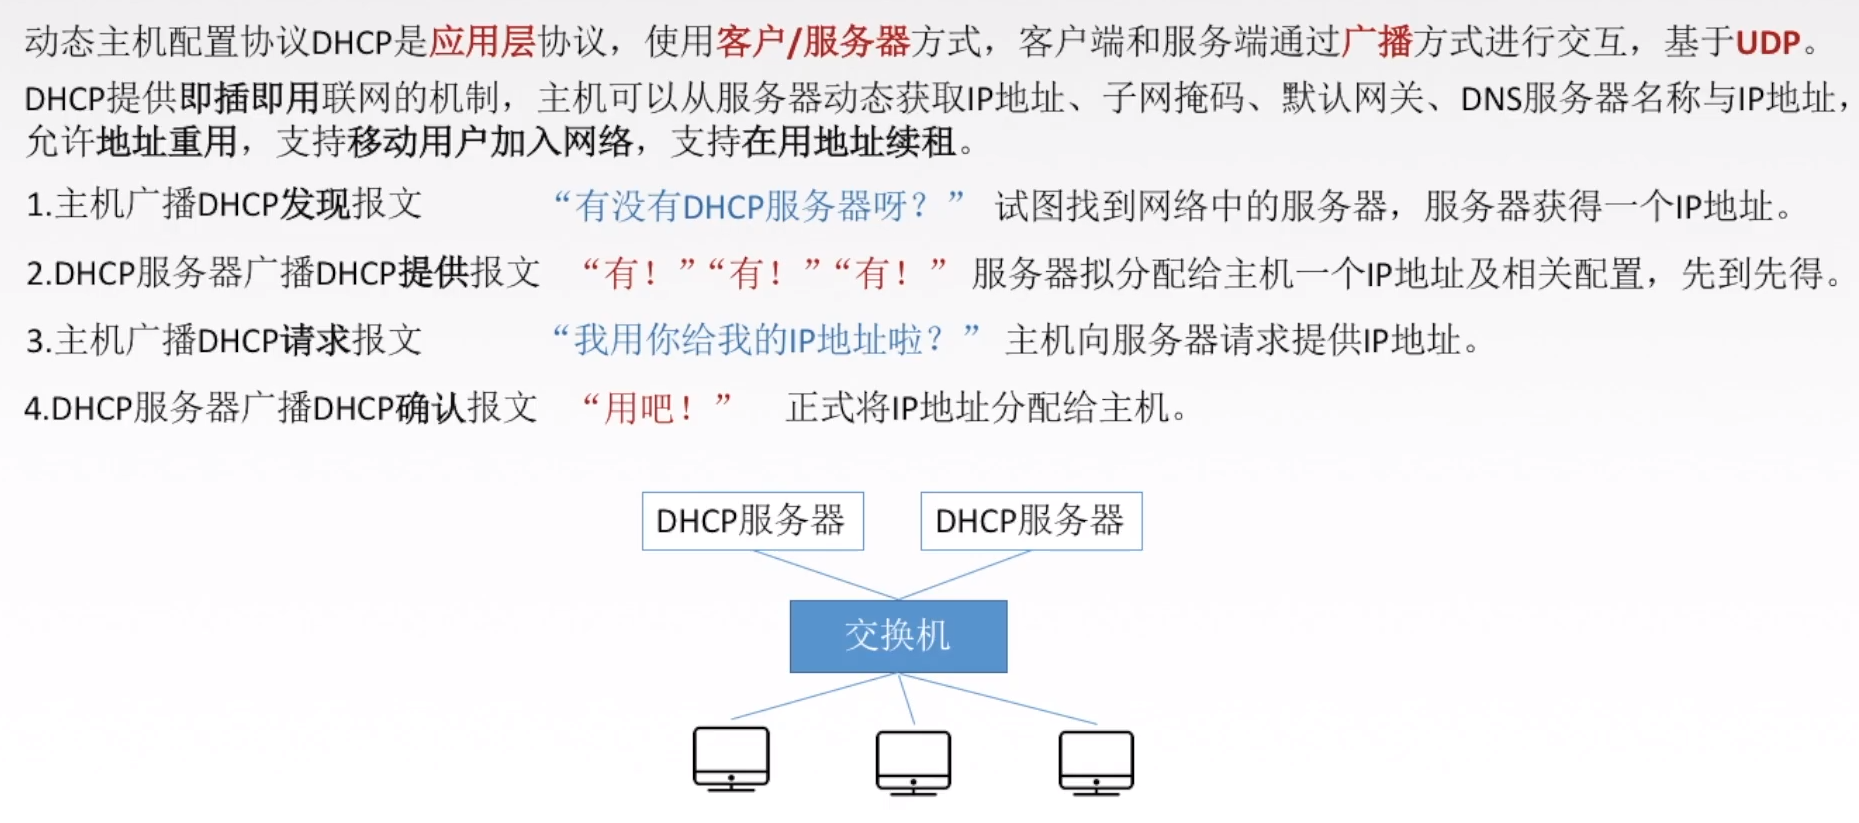 动态主机配置协议DHCP是应用层协议，使用客户/服务器方式，客户端和服务端通过广播方式进行交互，基于UDP。
DHCP提供即插即用联网的机制，主机可以从服务器动态获取IP地址、子网掩码、默认网关、DNS服务器名称与IP地址，
允许地址重用，支持移动用户加入网络，支持在用地址续租。
1.主机广播DHCP发现报文 “有没有DHCP服务器呀？” 试图找到网络中的服务器，服务器获得一个IP地址。
2.DHCP服务器广播DHCP提供报文 “有！”“有！”“有！” 服务器拟分配给主机一个IP地址及相关配置，先到先得。
3.主机广播DHCP请求报文 “我用你给我的IP地址啦？” 主机向服务器请求提供IP地址。
4.DHCP服务器广播DHCP确认报文 “用吧！” 正式将IP地址分配给主机。
DHCP服务器 DHCP服务器
交换机